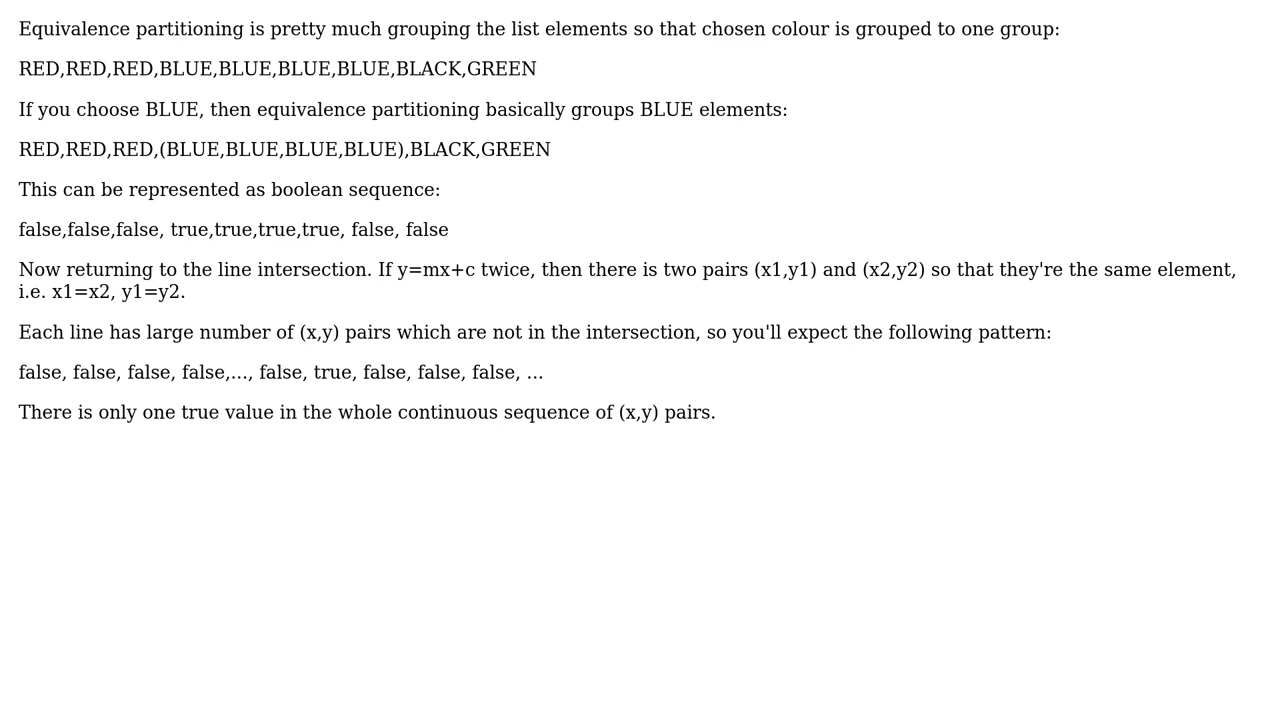 Equivalence partitioning is pretty much grouping the list elements so that chosen colour is grouped to one group:
RED,RED,RED,BLUE,BLUE,BLUE,BLUE,BLACK,GREEN
If you choose BLUE, then equivalence partitioning basically groups BLUE elements:
RED,RED,RED,(BLUE,BLUE,BLUE,BLUE),BLACK,GREEN
This can be represented as boolean sequence:
false,false,false, true,true,true,true, false, false
Now returning to the line intersection. If y=mx+c twice, then there is two pairs (x1,y1) and (x2,y2) so that they're the same element,
i.e. x1=x2, y1=y2.
Each line has large number of (x,y) pairs which are not in the intersection, so you'll expect the following pattern:
false, false, false, false,..., false, true, false, false, false, ...
There is only one true value in the whole continuous sequence of (x,y) pairs.